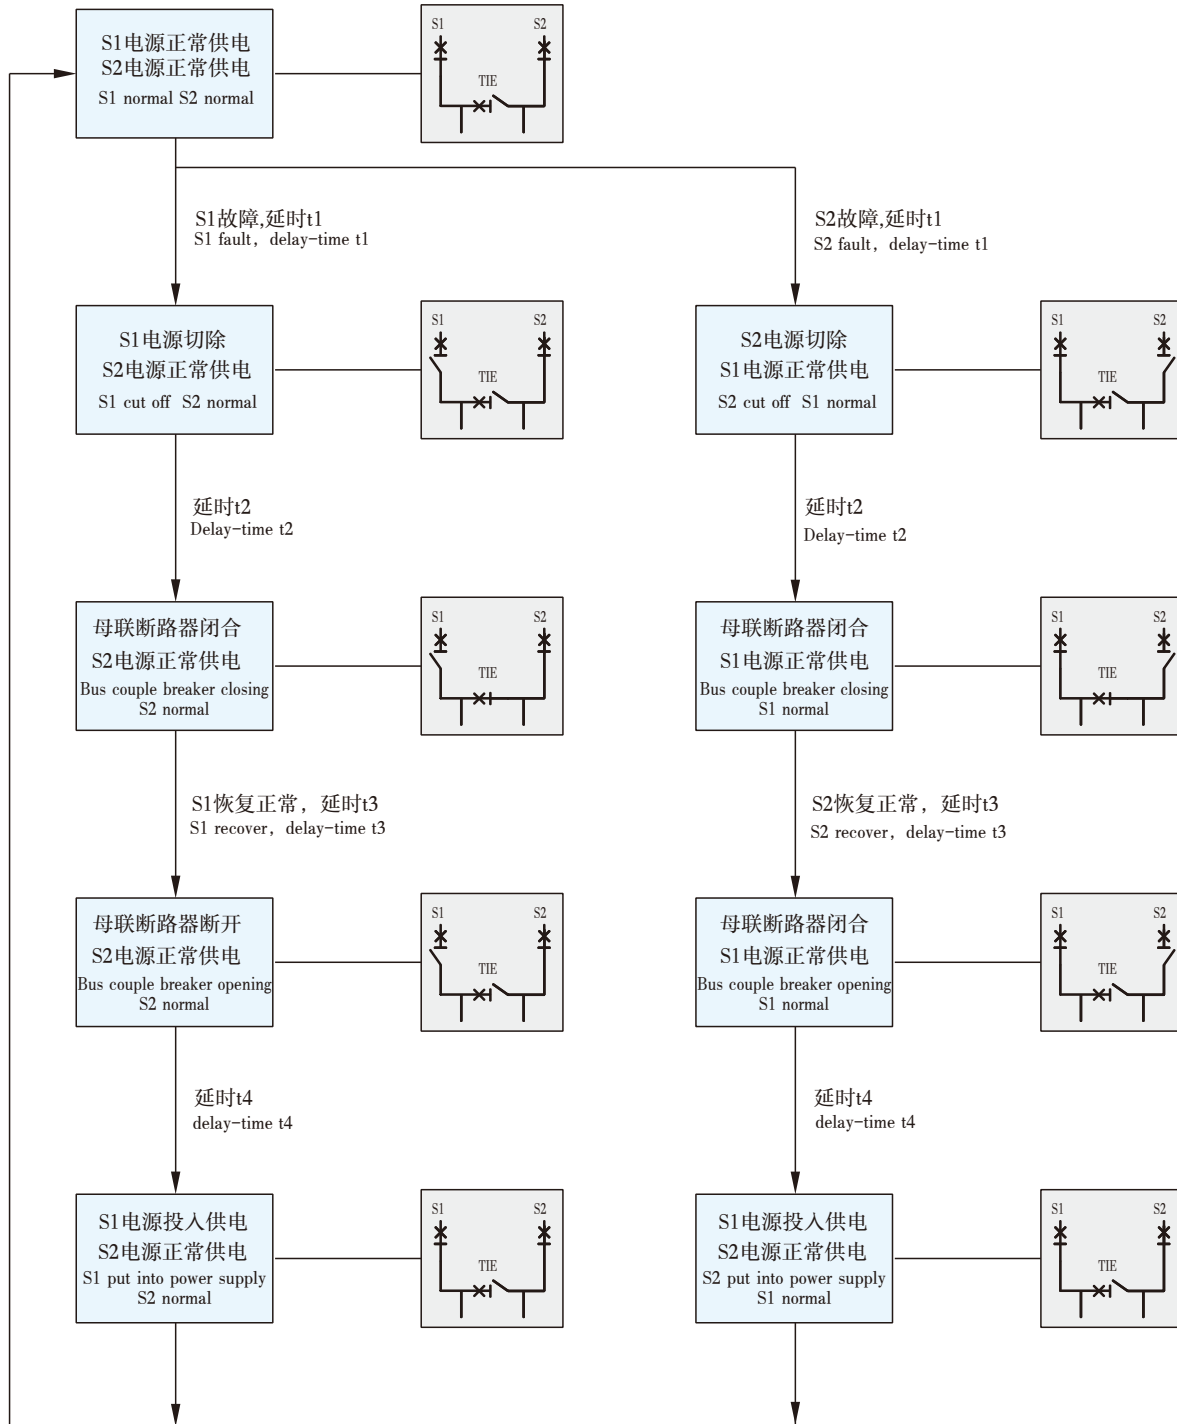 S1电源正常供电
S2电源正常供电
S1 normal S2 normal
S1
S2
TIE
S1故障,延时t1
S1 fault, delay-time t1
S2故障,延时t1
S2 fault, delay-time t1
S1电源切除
S2电源正常供电
S1 cut off S2 normal
S1
S2
TIE
S2电源切除
S1电源正常供电
S2 cut off S1 normal
S1
S2
TIE
延时t2
Delay-time t2
延时t2
Delay-time t2
母联断路器闭合
S2电源正常供电
Bus couple breaker closing
S2 normal
S1
S2
TIE
母联断路器闭合
S1电源正常供电
Bus couple breaker closing
S1 normal
S1
S2
TIE
S1恢复正常，延时t3
S1 recover, delay-time t3
S2恢复正常，延时t3
S2 recover, delay-time t3
母联断路器断开
S2电源正常供电
Bus couple breaker opening
S2 normal
S1
S2
TIE
母联断路器闭合
S1电源正常供电
Bus couple breaker opening
S1 normal
S1
S2
TIE
延时t4
delay-time t4
延时t4
delay-time t4
S1电源投入供电
S2电源正常供电
S1 put into power supply
S2 normal
S1
S2
TIE
S1电源投入供电
S2电源正常供电
S2 put into power supply
S1 normal
S1
S2
TIE